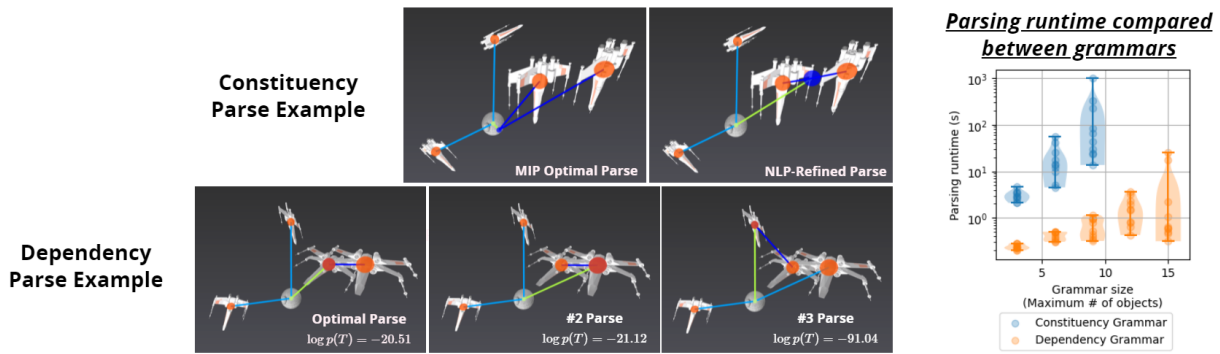 Constituency
Parse Example
MIP Optimal Parse
NLP-Refined Parse
Dependency
Parse Example
Optimal Parse
log p(T) = −20.51
#2 Parse
log p(T) = −21.12
#3 Parse
log p(T) = −91.04
Parsing runtime compared
between grammars
Parsing runtime (s)
10³
10²
10¹
10⁰
5
10
15
Grammar size
(Maximum # of objects)
Constituency Grammar
Dependency Grammar